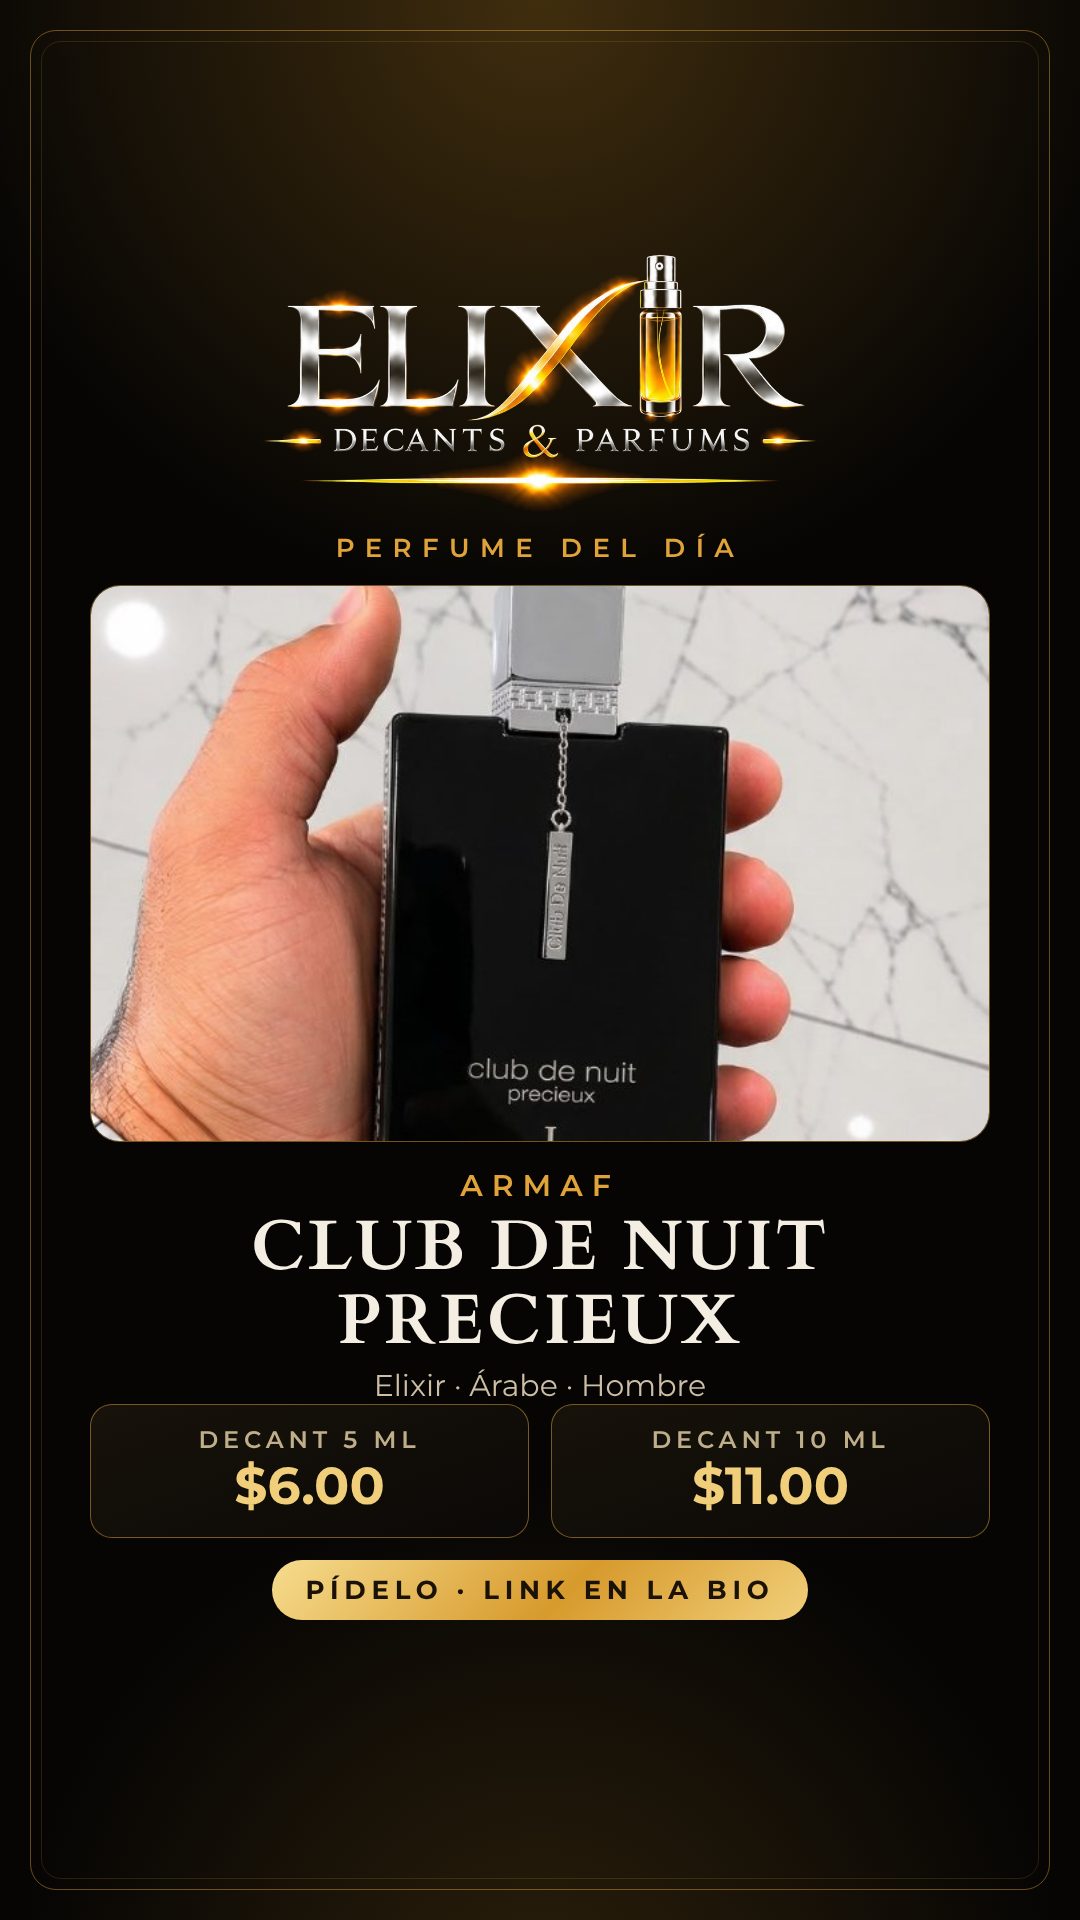 ELIXIR
DECANTS & PARFUMS
PERFUME DEL DÍA
Club De Nuit
club de nuit
precieux
I
ARMAF
CLUB DE NUIT
PRECIEUX
Elixir · Árabe · Hombre
DECANT 5 ML
$6.00
DECANT 10 ML
$11.00
PÍDELO · LINK EN LA BIO